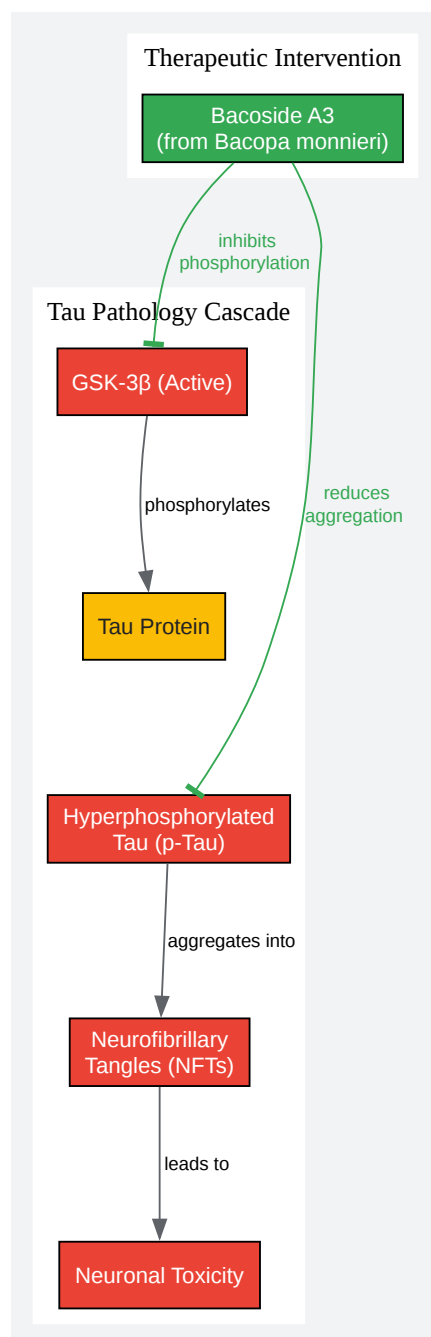 Therapeutic Intervention
Bacoside A3
(from Bacopa monnieri)
inhibits
phosphorylation
Tau Pathology Cascade
GSK-3β (Active)
phosphorylates
reduces
aggregation
Tau Protein
Hyperphosphorylated
Tau (p-Tau)
aggregates into
Neurofibrillary
Tangles (NFTs)
leads to
Neuronal Toxicity